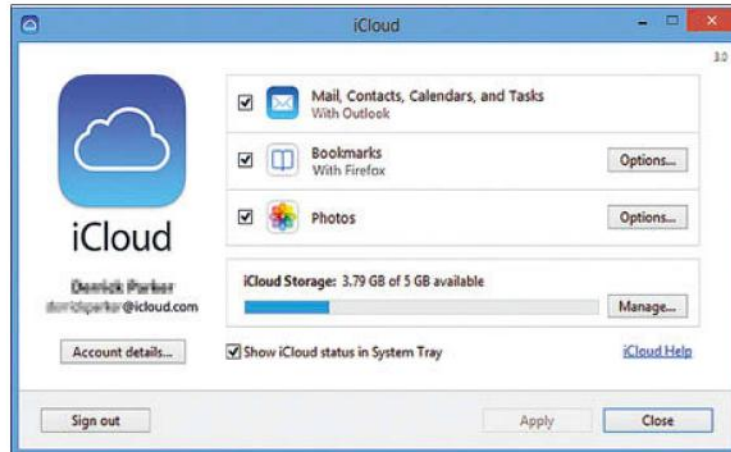 iCloud
3.0
Mail, Contacts, Calendars, and Tasks
With Outlook
Bookmarks
With Firefox
Options...
Photos
Options...
iCloud
iCloud Storage: 3.79 GB of 5 GB available
Manage...
@icloud.com
Account details...
Show iCloud status in System Tray
iCloud Help
Sign out
Apply
Close